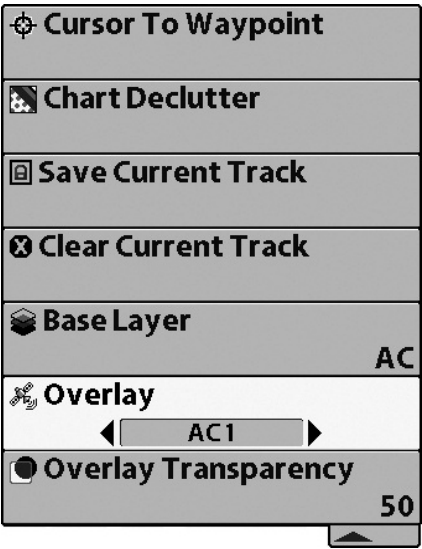 Cursor To Waypoint
Chart Declutter
Save Current Track
Clear Current Track
Base Layer
AC
Overlay
AC1
Overlay Transparency
50